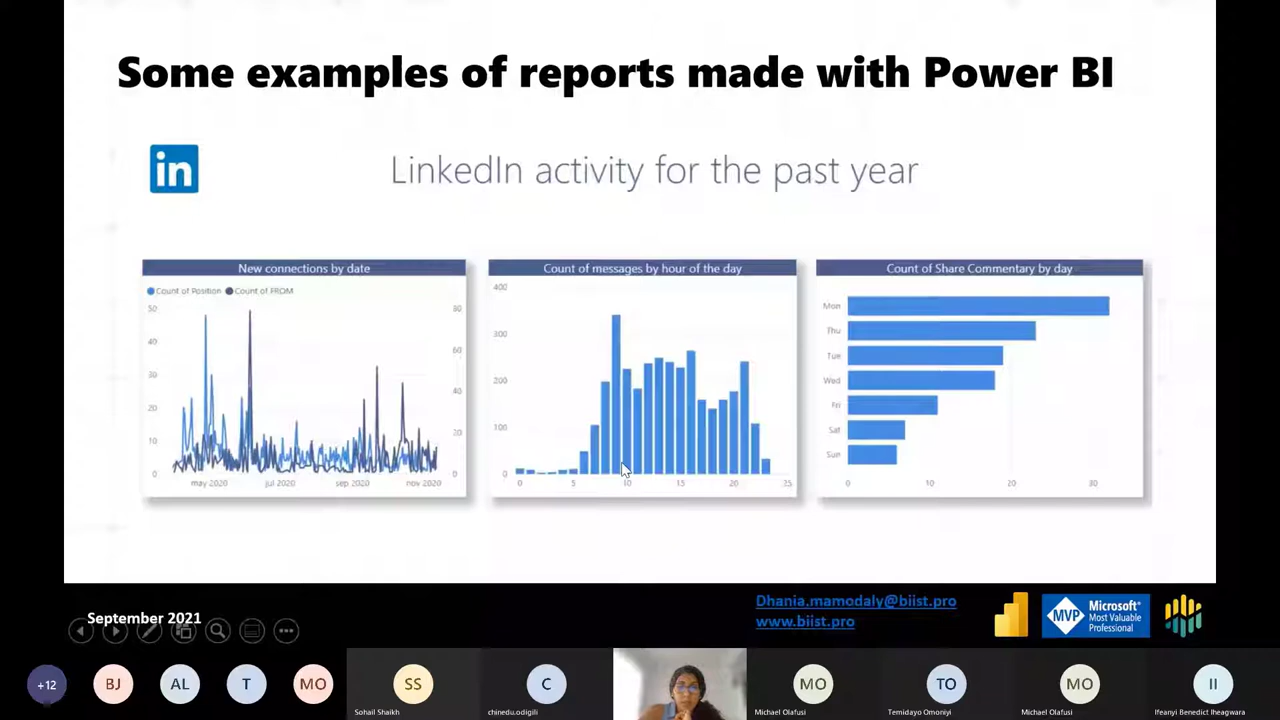 Some examples of reports made with Power BI
in
LinkedIn activity for the past year
New connections by date
Count of Position Count of FROM
50
40
30
20
10
0
80
60
40
20
0
may 2020 jul 2020 sep 2020 nov 2020
Count of messages by hour of the day
400
300
200
100
0
0 5 10 15 20 25
Count of Share Commentary by day
Mon
Thu
Tue
Wed
Fri
Sat
Sun
0 10 20 30
September 2021
Dhania.mamodaly@biist.pro
www.biist.pro
MVP
Microsoft®
Most Valuable
Professional
+12
BJ
AL
T
MO
SS
Sohail Shaikh
C
chinedu.odigili
MO
Michael Olafusi
TO
Temidayo Omoniyi
MO
Michael Olafusi
II
Ifeanyi Benedict Iheagwara